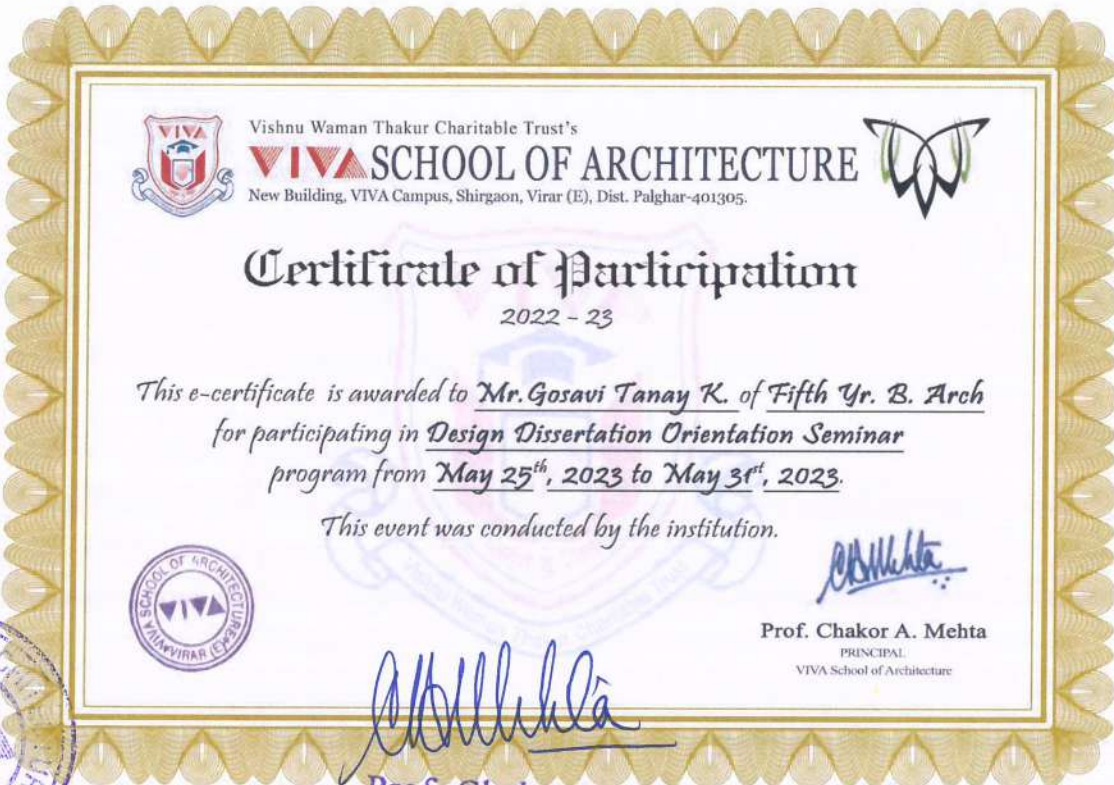 VIVA
Vishnu Waman Thakur Charitable Trust's
VIVA SCHOOL OF ARCHITECTURE
New Building, VIVA Campus, Shirgaon, Virar (E), Dist. Palghar-401305.
Certificate of Participation
2022 - 23
This e-certificate is awarded to Mr. Gosavi Tanay K. of Fifth Yr. B. Arch
for participating in Design Dissertation Orientation Seminar
program from May 25th, 2023 to May 31st, 2023.
This event was conducted by the institution.
VIVA SCHOOL OF ARCHITECTURE
VIVA
VIRAR (E)
CAMehta
Prof. Chakor A. Mehta
PRINCIPAL
VIVA School of Architecture
CAMehta